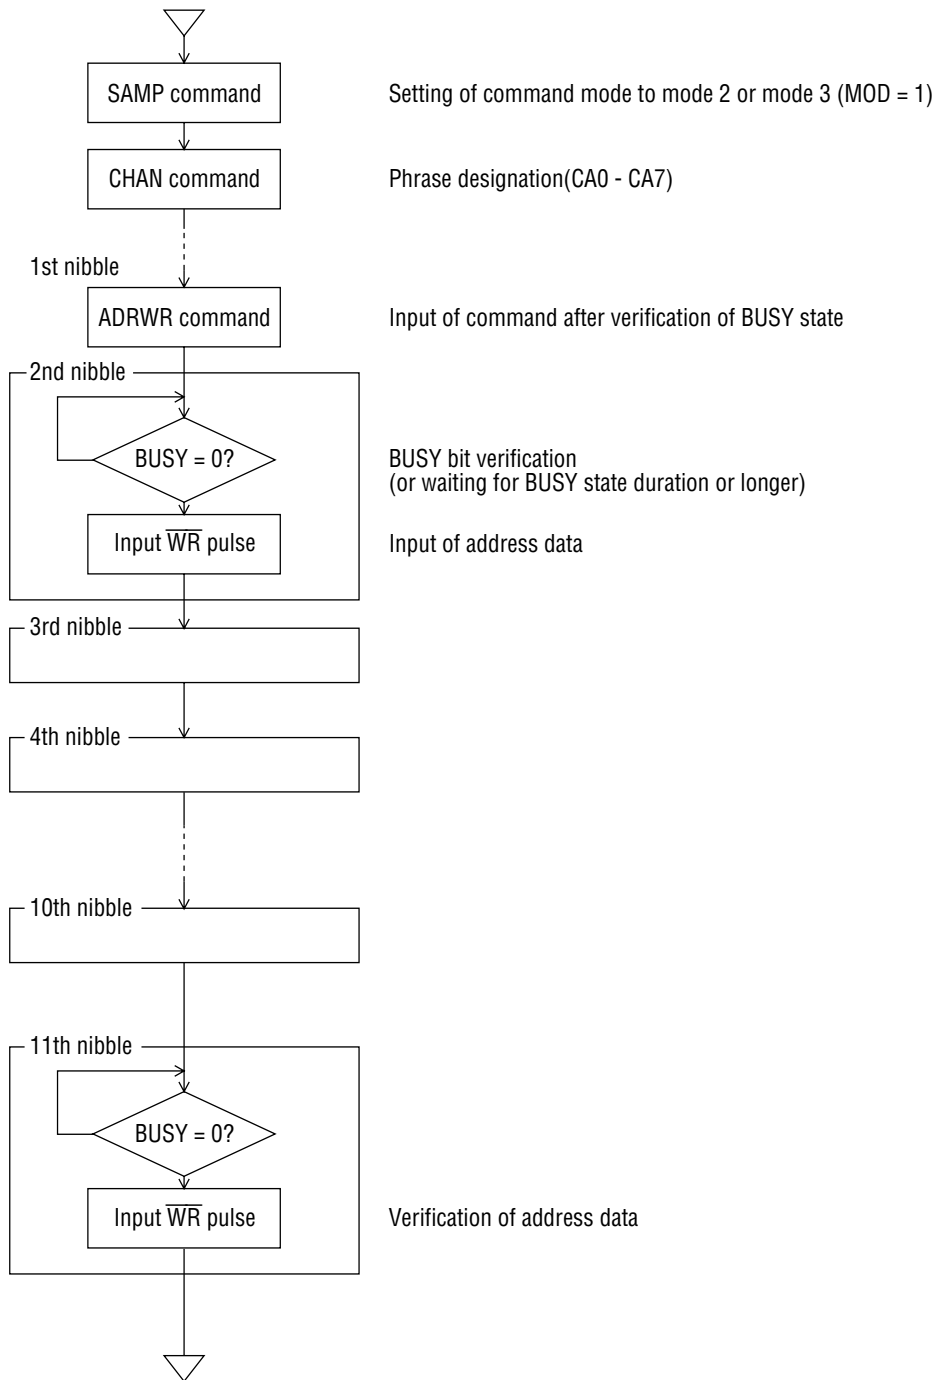 SAMP command
Setting of command mode to mode 2 or mode 3 (MOD = 1)
CHAN command
Phrase designation(CA0 - CA7)
1st nibble
ADRWR command
Input of command after verification of BUSY state
2nd nibble
BUSY = 0?
BUSY bit verification
(or waiting for BUSY state duration or longer)
Input W̅R̅ pulse
Input of address data
3rd nibble
4th nibble
10th nibble
11th nibble
BUSY = 0?
Input W̅R̅ pulse
Verification of address data